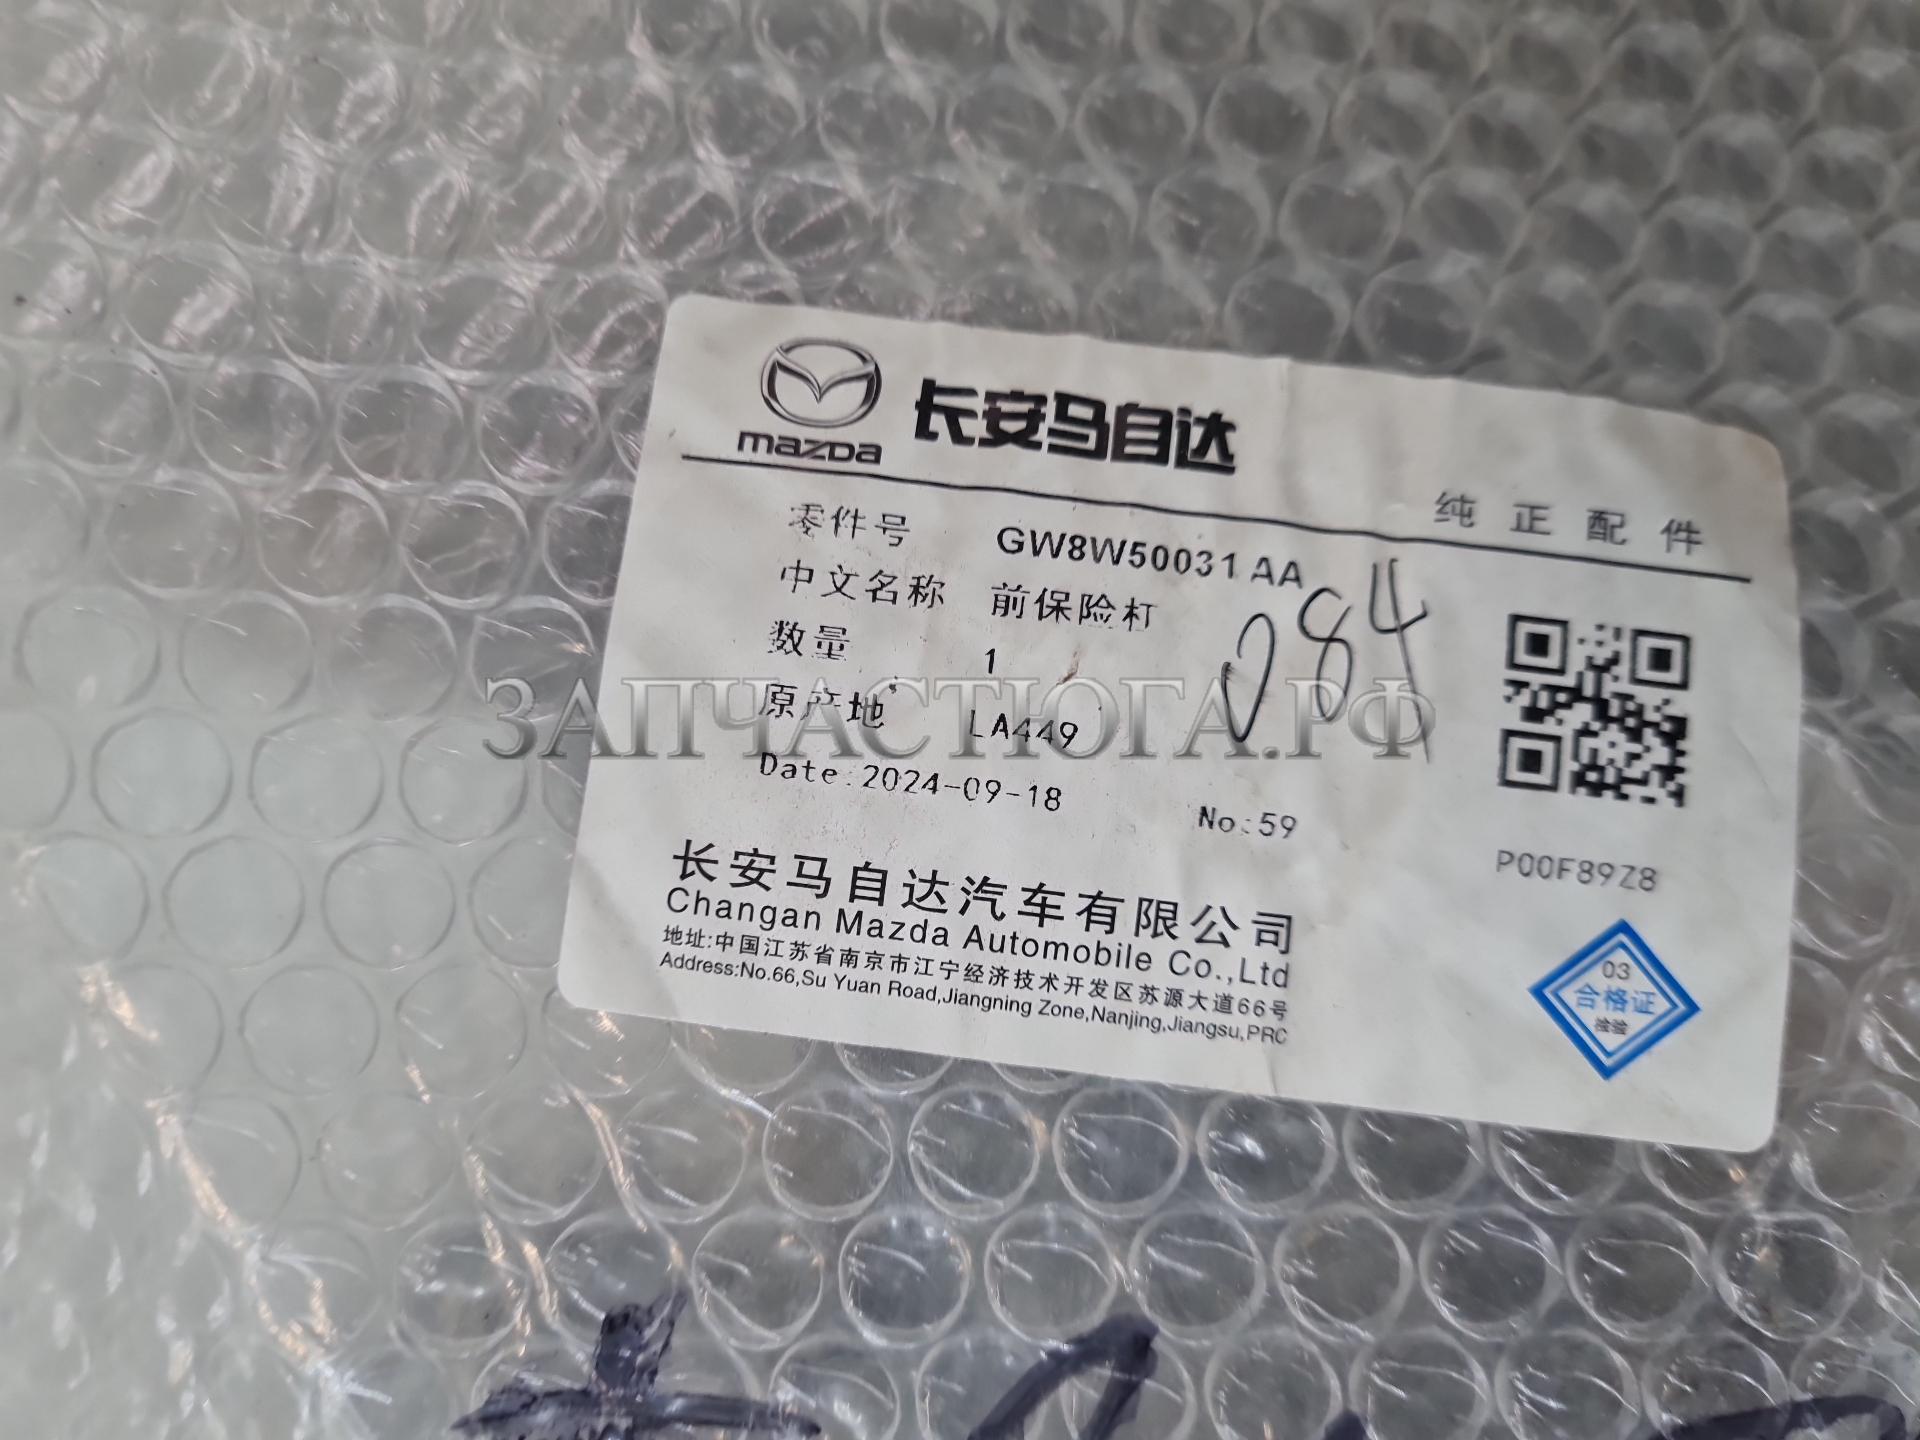 mazda 长安马自达
纯正配件
零件号 GW8W50031AA
中文名称 前保险杠
084
数量 1
原产地 LA449
Date:2024-09-18
No:59
P00F89Z8
长安马自达汽车有限公司
Changan Mazda Automobile Co.,Ltd
地址:中国江苏省南京市江宁经济技术开发区苏源大道66号
Address:No.66,Su Yuan Road,Jiangning Zone,Nanjing,Jiangsu,PRC
03
合格证
检验
ЗАПЧАСТЮГА.РФ